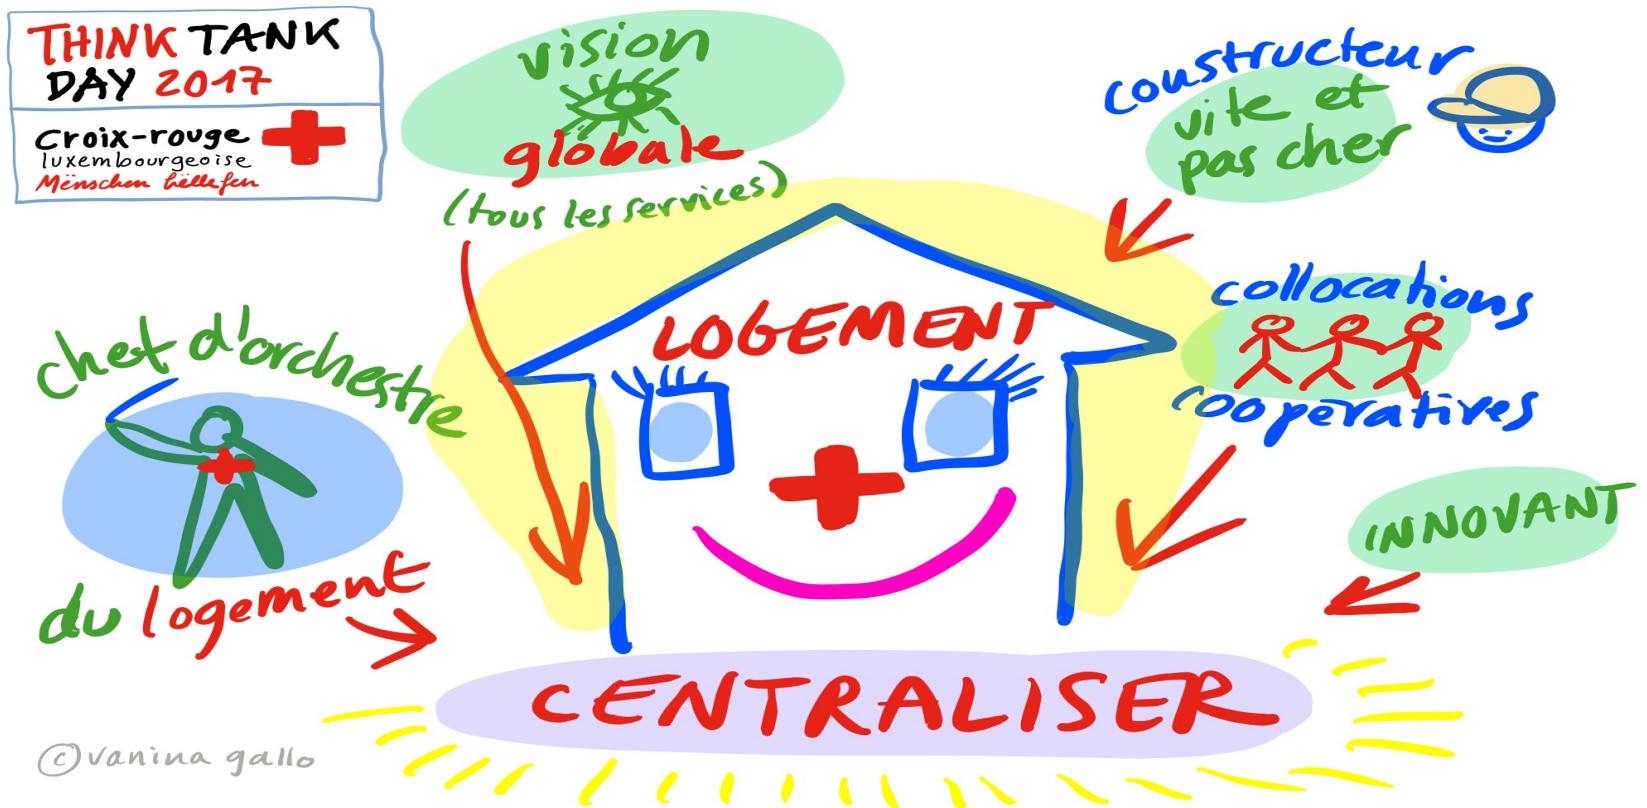 THINK TANK
DAY 2017
croix-rouge
luxembourgeoise
Mënschen hëllefen
vision
globale
(tous les services)
constructeur
vite et
pas cher
LOGEMENT
collocations
coopératives
chef d'orchestre
du logement
INNOVANT
CENTRALISER
©vanina gallo